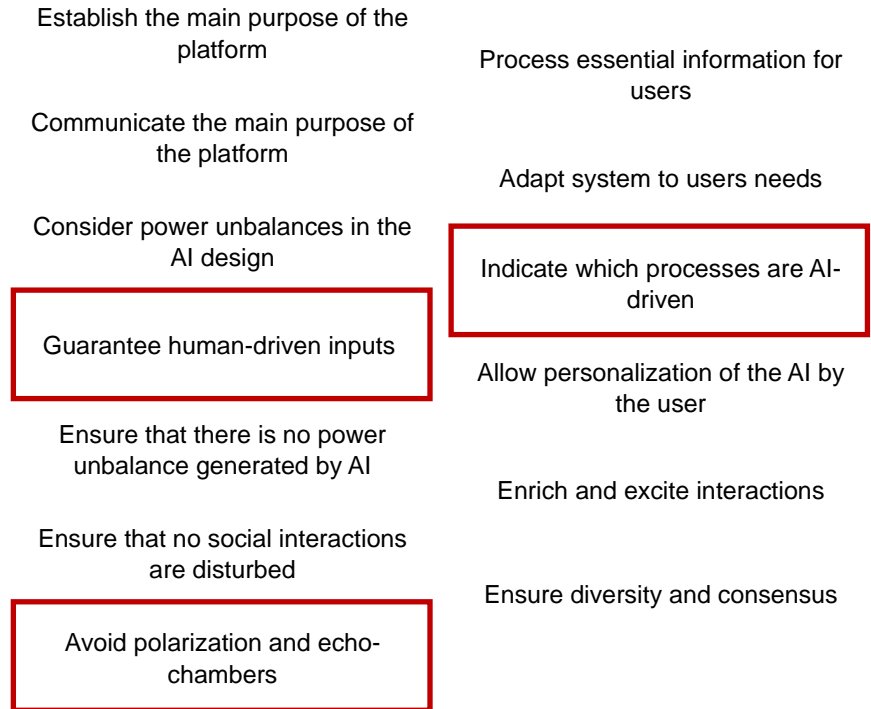 Establish the main purpose of the
platform
Communicate the main purpose of
the platform
Consider power unbalances in the
AI design
Guarantee human-driven inputs
Ensure that there is no power
unbalance generated by AI
Ensure that no social interactions
are disturbed
Avoid polarization and echo-
chambers
Process essential information for
users
Adapt system to users needs
Indicate which processes are AI-
driven
Allow personalization of the AI by
the user
Enrich and excite interactions
Ensure diversity and consensus